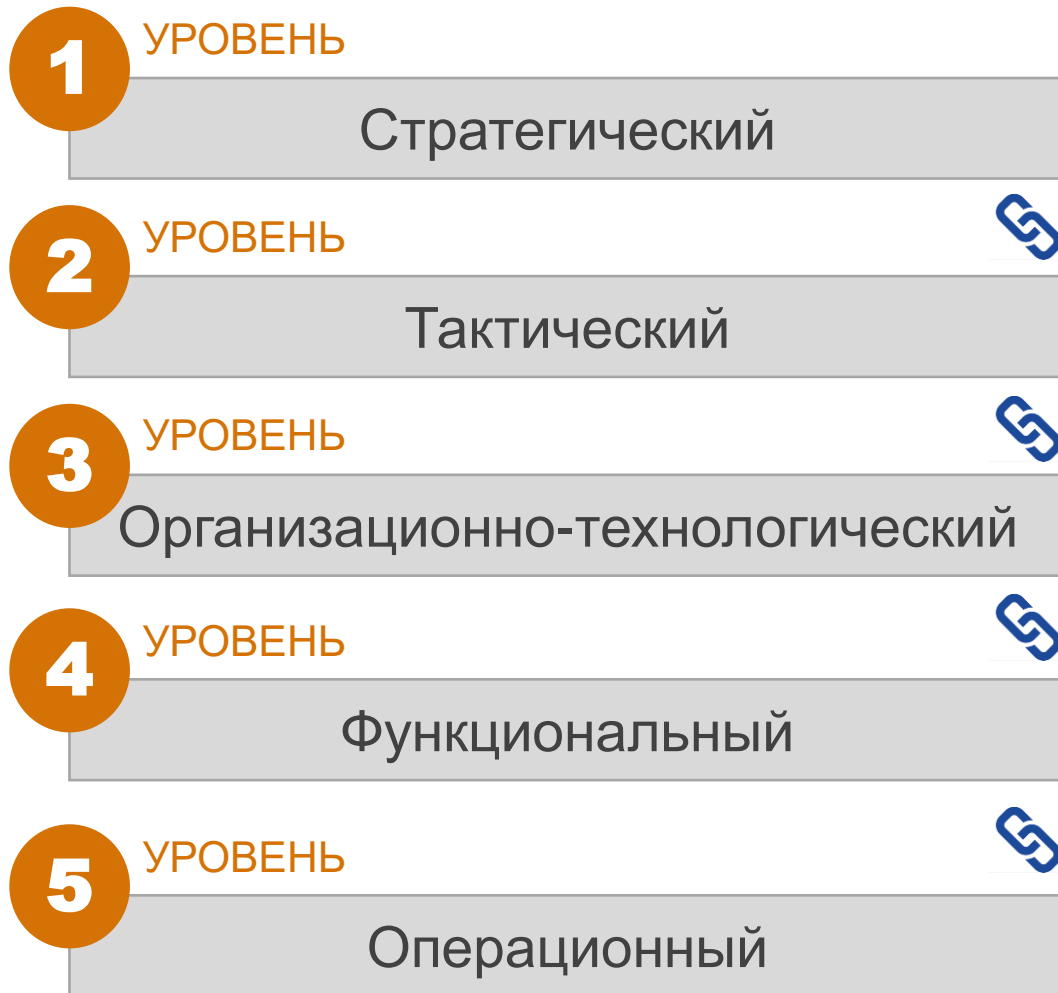 1
УРОВЕНЬ
Стратегический
2
УРОВЕНЬ
Тактический
3
УРОВЕНЬ
Организационно-технологический
4
УРОВЕНЬ
Функциональный
5
УРОВЕНЬ
Операционный